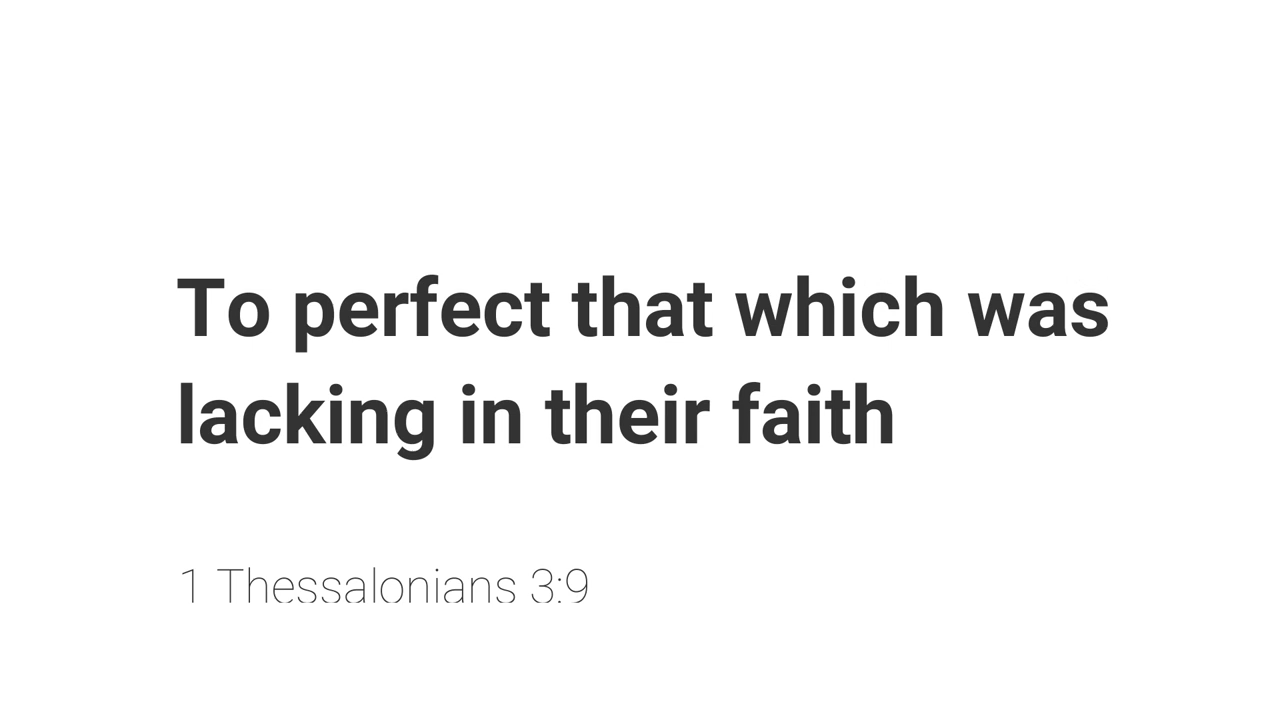 To perfect that which was
lacking in their faith
1 Thessalonians 3:9